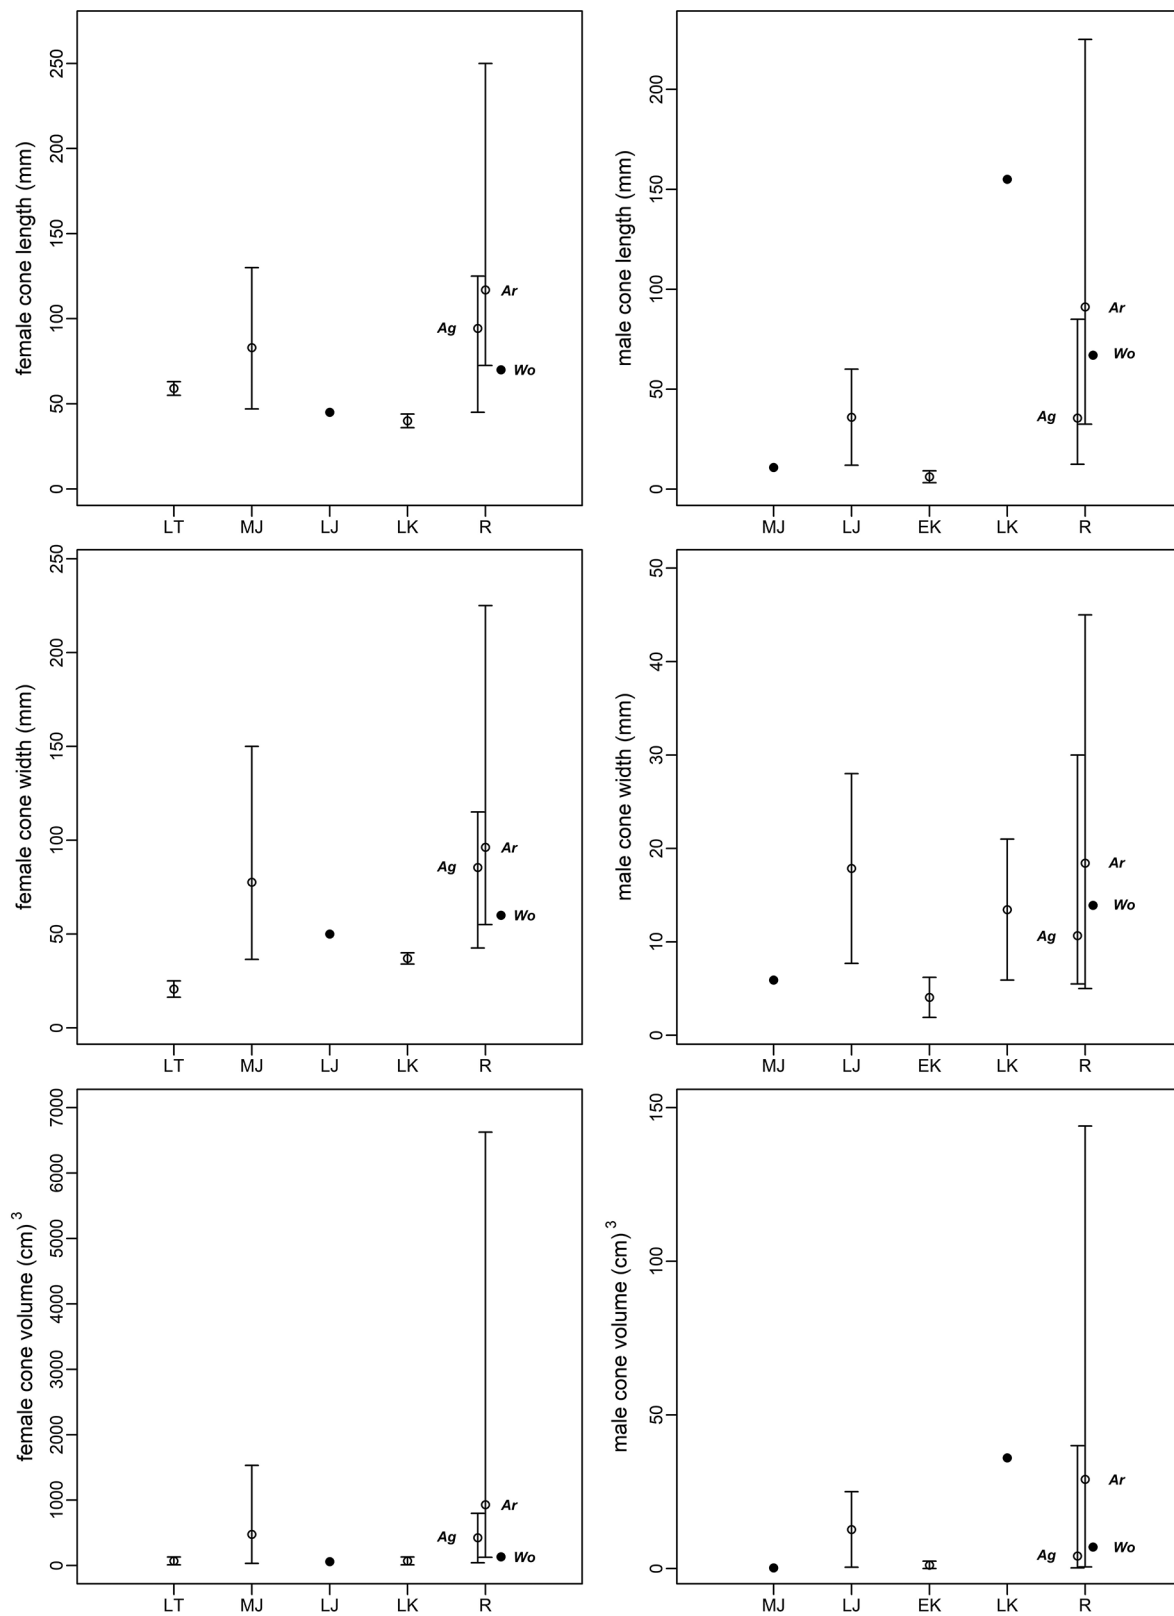 female cone length (mm)
250
200
150
100
50
0
Ar
Ag
Wo
LT MJ LJ LK R
male cone length (mm)
200
150
100
50
0
Ar
Wo
Ag
MJ LJ EK LK R
female cone width (mm)
250
200
150
100
50
0
Ar
Ag
Wo
LT MJ LJ LK R
male cone width (mm)
50
40
30
20
10
0
Ar
Wo
Ag
MJ LJ EK LK R
female cone volume (cm) 3
7000
6000
5000
4000
3000
2000
1000
0
Ar
Ag
Wo
LT MJ LJ LK R
male cone volume (cm) 3
150
100
50
0
Ar
Wo
Ag
MJ LJ EK LK R